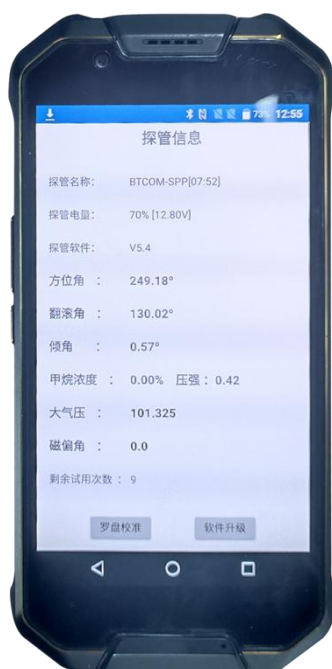 73% 12:55
探管信息
探管名称： BTCOM-SPP[07:52]
探管电量： 70% [12.80V]
探管软件： V5.4
方位角 ： 249.18°
翻滚角 ： 130.02°
倾角 ： 0.57°
甲烷浓度 ： 0.00% 压强：0.42
大气压 ： 101.325
磁偏角 ： 0.0
剩余试用次数 ：9
罗盘校准 软件升级